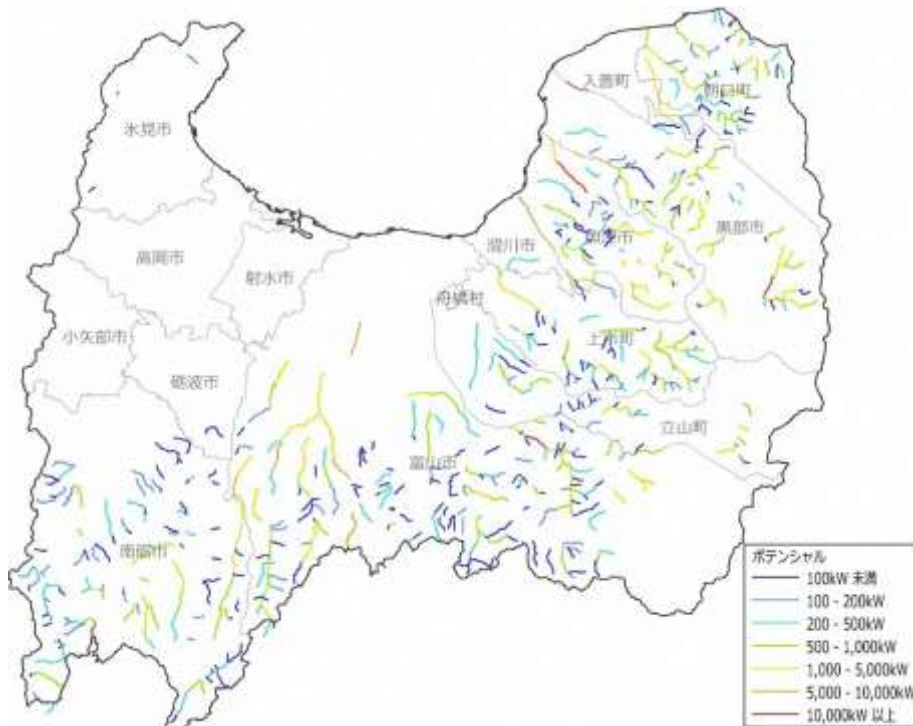 入善町
朝日町
氷見市
魚津市
黒部市
滑川市
高岡市
射水市
舟橋村
小矢部市
上市町
砺波市
立山町
富山市
南砺市
ポテンシャル
100kW 未満
100 - 200kW
200 - 500kW
500 - 1,000kW
1,000 - 5,000kW
5,000 - 10,000kW
10,000kW 以上